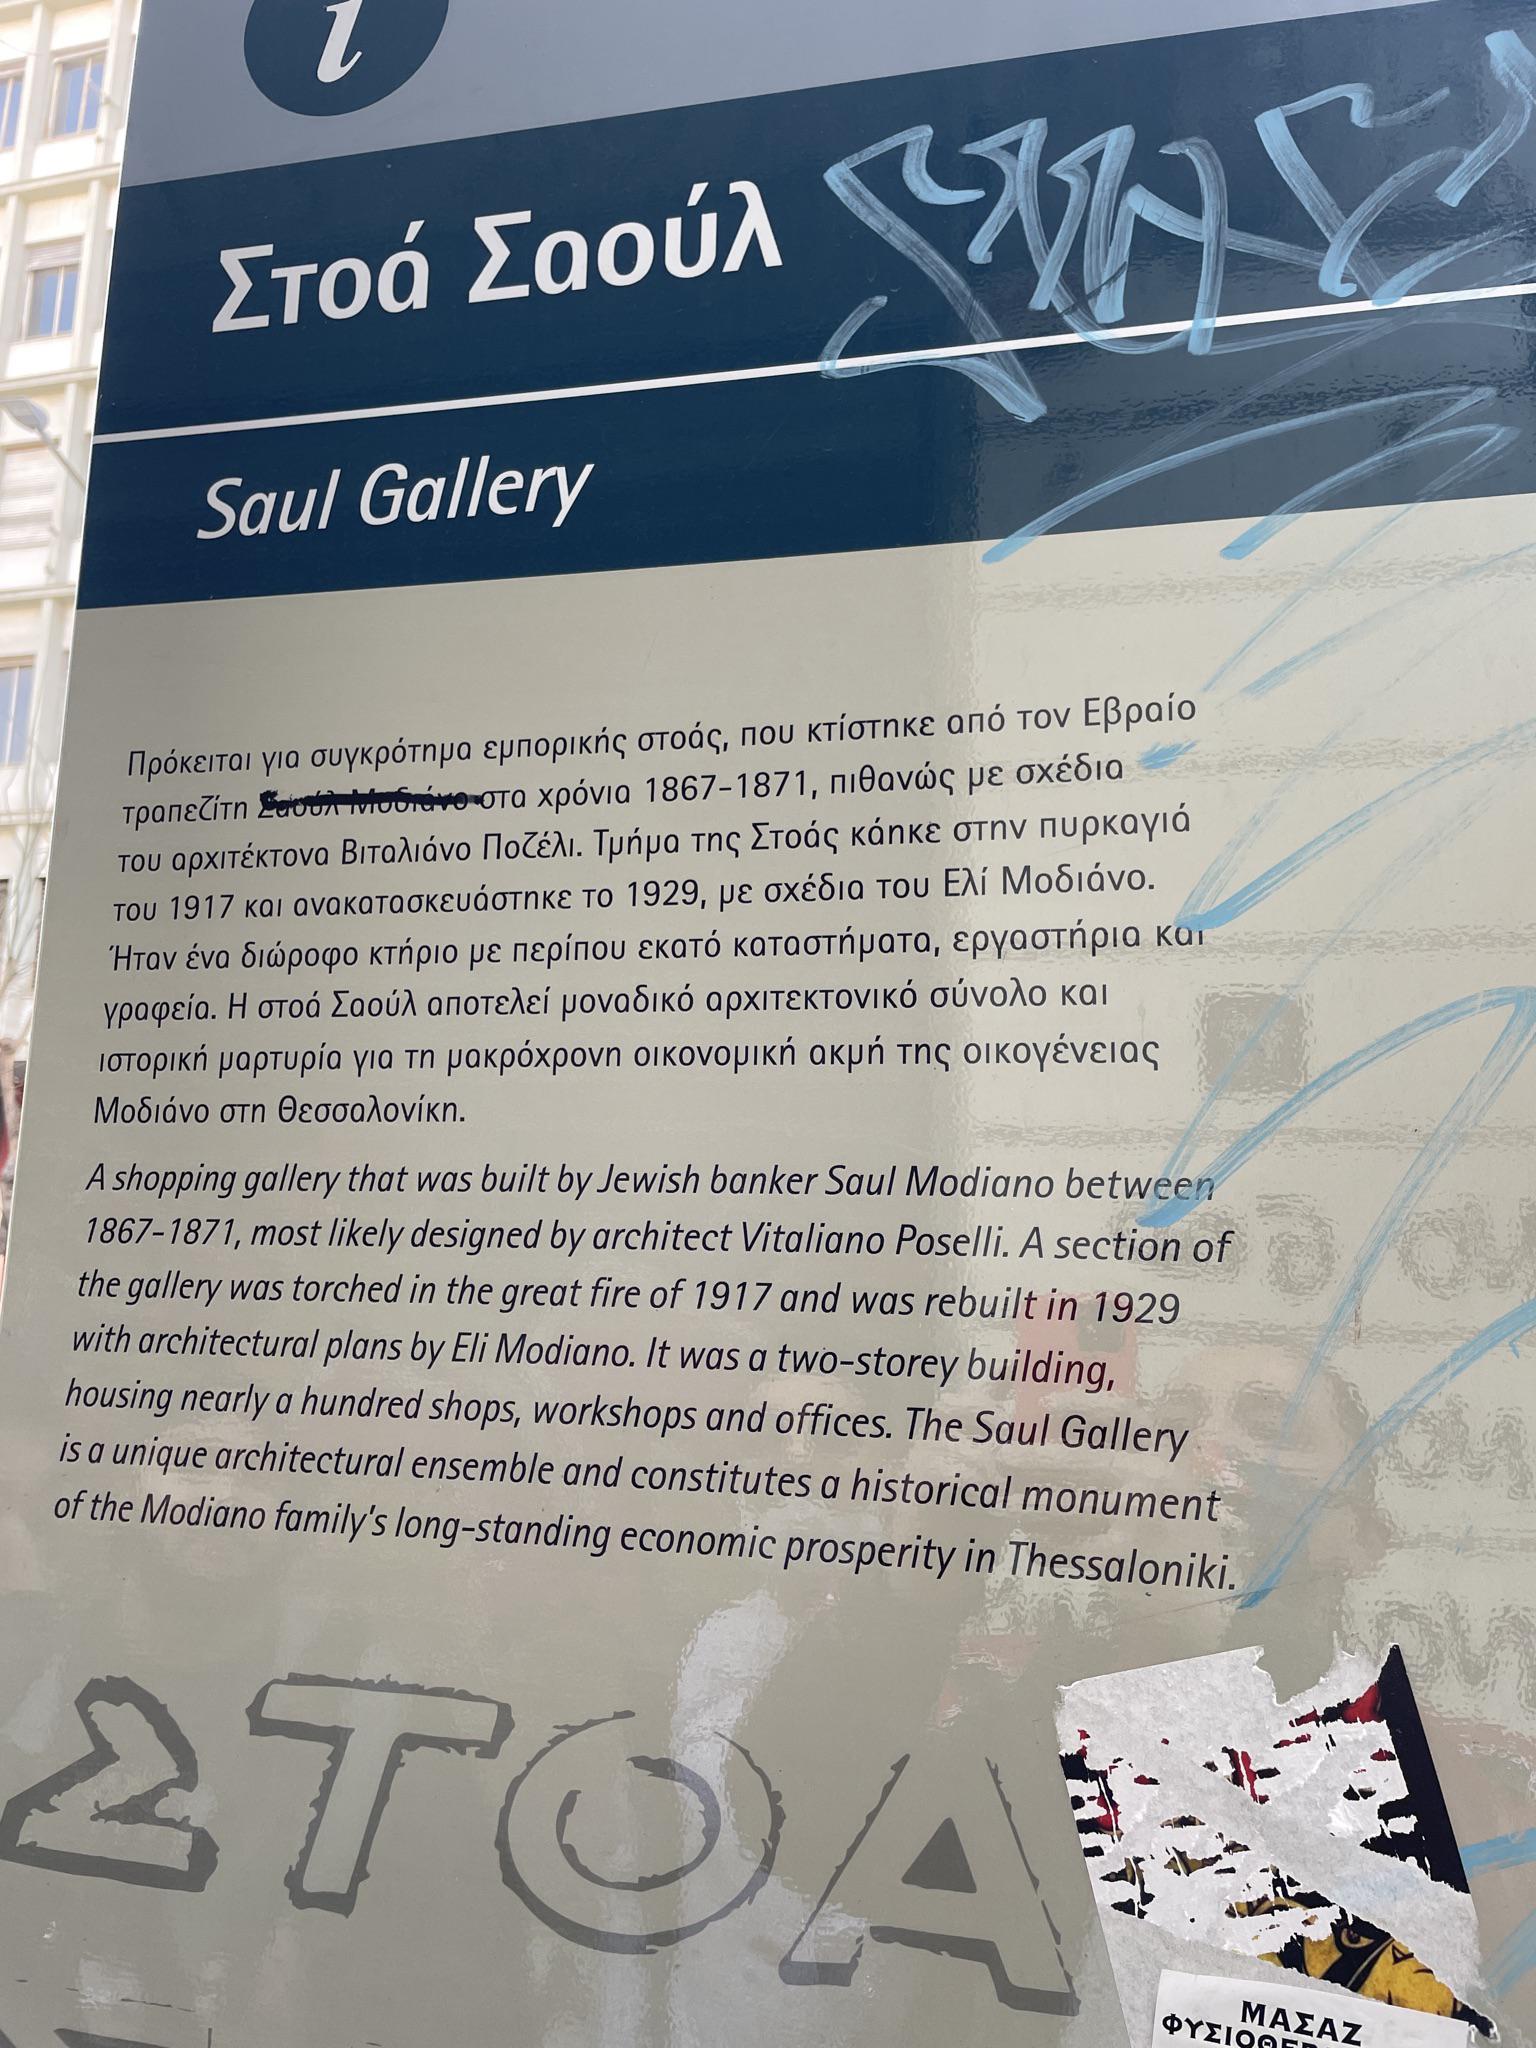 i
Στοά Σαούλ
Saul Gallery
Πρόκειται για συγκρότημα εμπορικής στοάς, που κτίστηκε από τον Εβραίο
τραπεζίτη Σαούλ Μοδιάνο στα χρόνια 1867-1871, πιθανώς με σχέδια
του αρχιτέκτονα Βιταλιάνο Ποζέλι. Τμήμα της Στοάς κάηκε στην πυρκαγιά
του 1917 και ανακατασκευάστηκε το 1929, με σχέδια του Ελί Μοδιάνο.
Ήταν ένα διώροφο κτήριο με περίπου εκατό καταστήματα, εργαστήρια και
γραφεία. Η στοά Σαούλ αποτελεί μοναδικό αρχιτεκτονικό σύνολο και
ιστορική μαρτυρία για τη μακρόχρονη οικονομική ακμή της οικογένειας
Μοδιάνο στη Θεσσαλονίκη.
A shopping gallery that was built by Jewish banker Saul Modiano between
1867-1871, most likely designed by architect Vitaliano Poselli. A section of
the gallery was torched in the great fire of 1917 and was rebuilt in 1929
with architectural plans by Eli Modiano. It was a two-storey building,
housing nearly a hundred shops, workshops and offices. The Saul Gallery
is a unique architectural ensemble and constitutes a historical monument
of the Modiano family's long-standing economic prosperity in Thessaloniki.
ΣΤΟΑ
ΜΑΣΑΖ